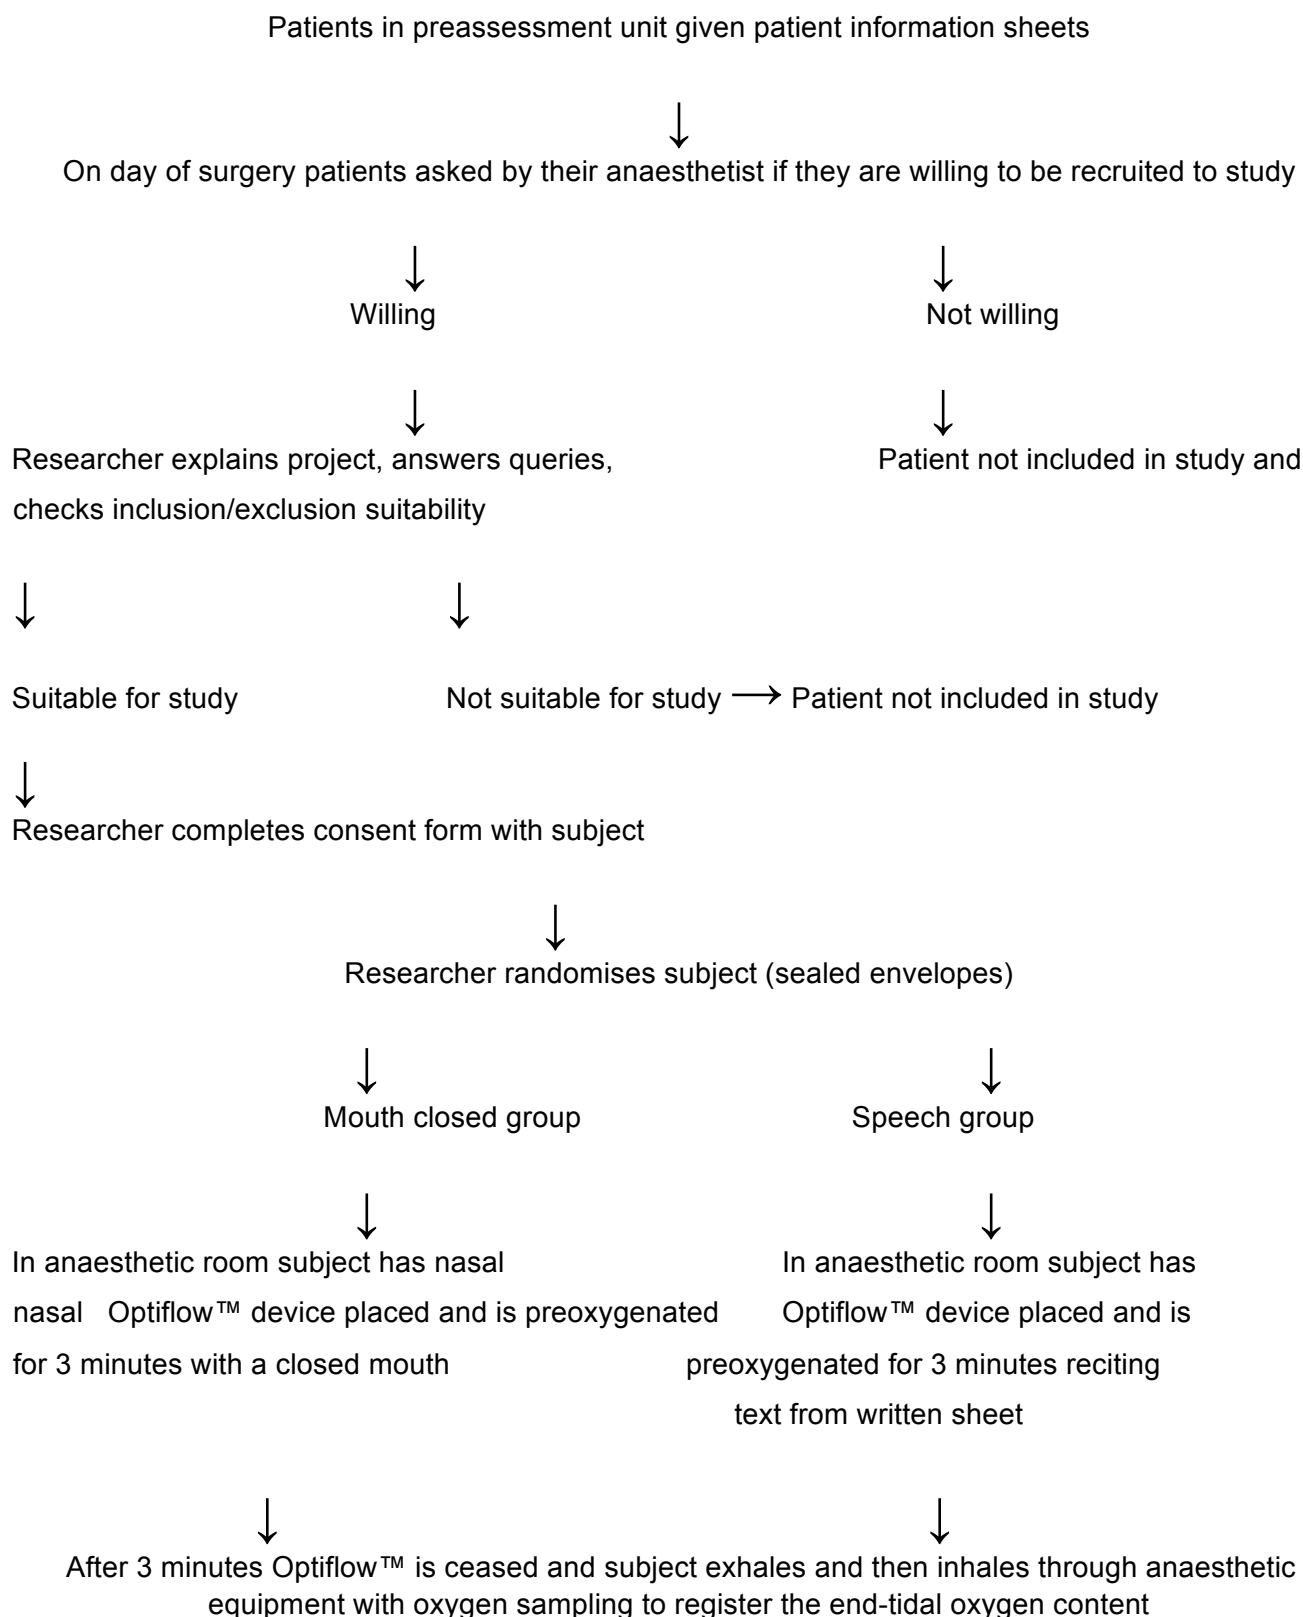 Patients in preassessment unit given patient information sheets
↓
On day of surgery patients asked by their anaesthetist if they are willing to be recruited to study
↓ ↓
Willing Not willing
↓ ↓
Researcher explains project, answers queries, Patient not included in study and
checks inclusion/exclusion suitability
↓ ↓
Suitable for study Not suitable for study → Patient not included in study
↓
Researcher completes consent form with subject
↓
Researcher randomises subject (sealed envelopes)
↓ ↓
Mouth closed group Speech group
↓ ↓
In anaesthetic room subject has nasal In anaesthetic room subject has
nasal Optiflow™ device placed and is preoxygenated Optiflow™ device placed and is
for 3 minutes with a closed mouth preoxygenated for 3 minutes reciting
text from written sheet
↓ ↓
After 3 minutes Optiflow™ is ceased and subject exhales and then inhales through anaesthetic
equipment with oxygen sampling to register the end-tidal oxygen content